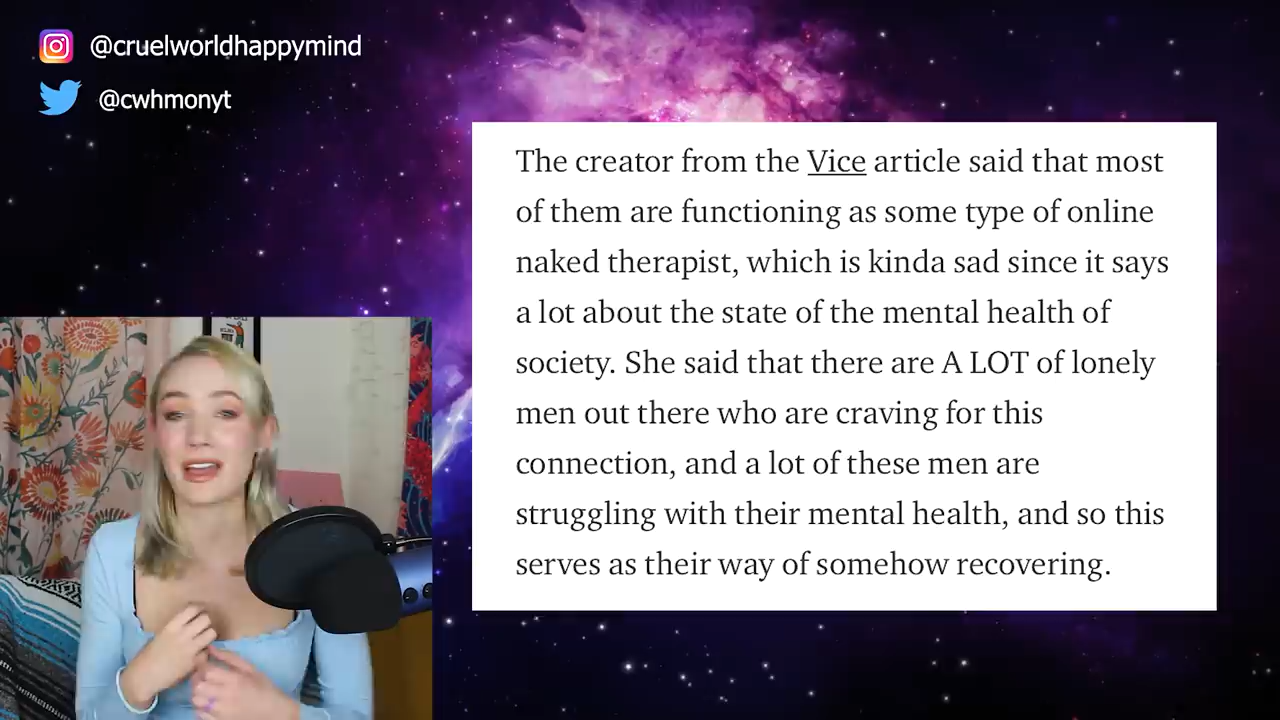 @cruelworldhappymind
@cwhmonyt
The creator from the Vice article said that most
of them are functioning as some type of online
naked therapist, which is kinda sad since it says
a lot about the state of the mental health of
society. She said that there are A LOT of lonely
men out there who are craving for this
connection, and a lot of these men are
struggling with their mental health, and so this
serves as their way of somehow recovering.